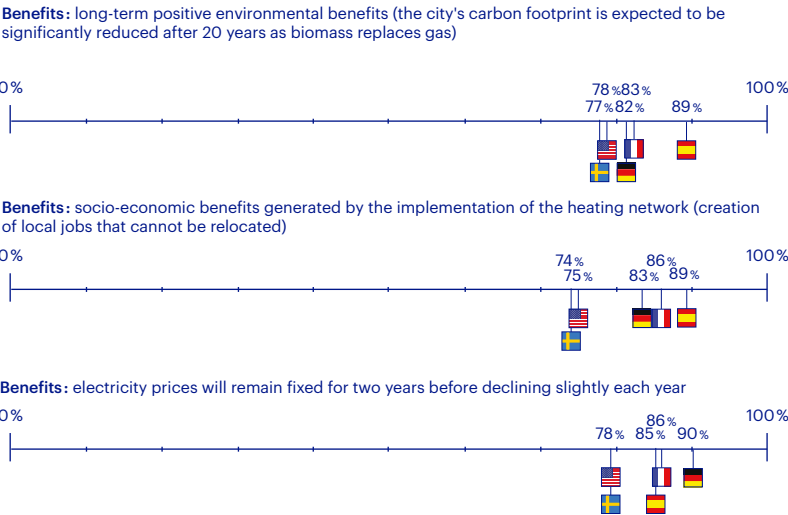 Benefits: long-term positive environmental benefits (the city's carbon footprint is expected to be
significantly reduced after 20 years as biomass replaces gas)
0%
78% 83%
100%
77% 82% 89%
Benefits: socio-economic benefits generated by the implementation of the heating network (creation
of local jobs that cannot be relocated)
0%
74% 86%
100%
75% 83% 89%
Benefits: electricity prices will remain fixed for two years before declining slightly each year
0%
86%
100%
78% 85% 90%